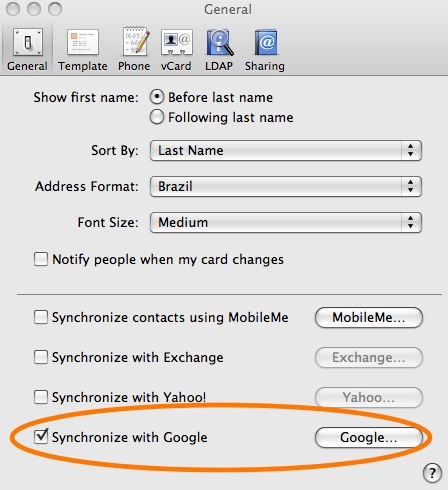 General
General Template Phone vCard LDAP Sharing
Show first name: Before last name
Following last name
Sort By: Last Name
Address Format: Brazil
Font Size: Medium
Notify people when my card changes
Synchronize contacts using MobileMe MobileMe...
Synchronize with Exchange Exchange...
Synchronize with Yahoo! Yahoo...
Synchronize with Google Google...
?